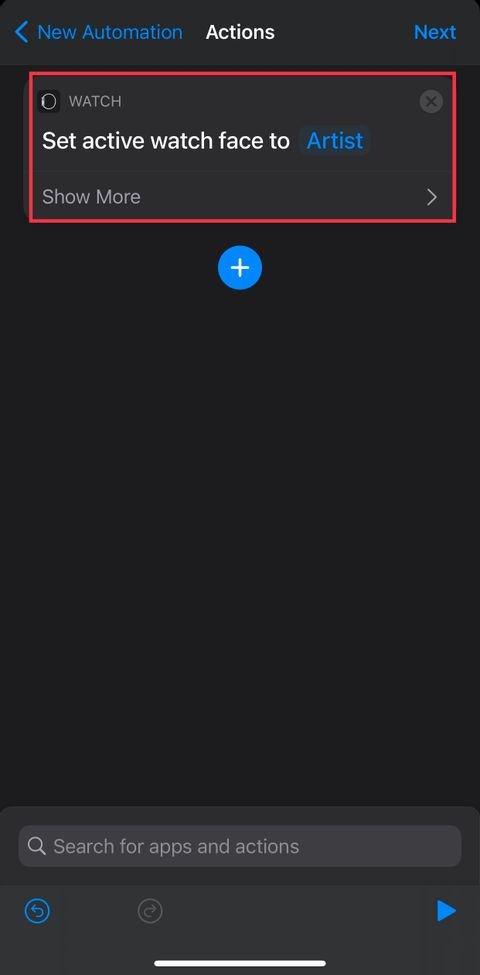 New Automation Actions Next
WATCH
Set active watch face to Artist
Show More
Search for apps and actions